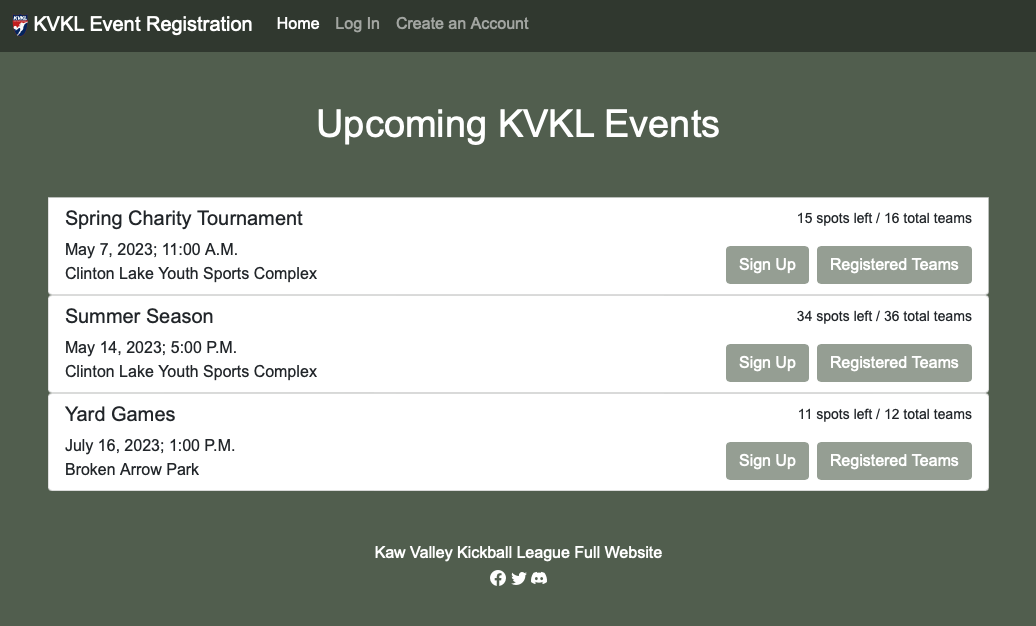 KVKL
KVKL Event Registration Home Log In Create an Account
Upcoming KVKL Events
Spring Charity Tournament 15 spots left / 16 total teams
May 7, 2023; 11:00 A.M.
Clinton Lake Youth Sports Complex Sign Up Registered Teams
Summer Season 34 spots left / 36 total teams
May 14, 2023; 5:00 P.M.
Clinton Lake Youth Sports Complex Sign Up Registered Teams
Yard Games 11 spots left / 12 total teams
July 16, 2023; 1:00 P.M.
Broken Arrow Park Sign Up Registered Teams
Kaw Valley Kickball League Full Website